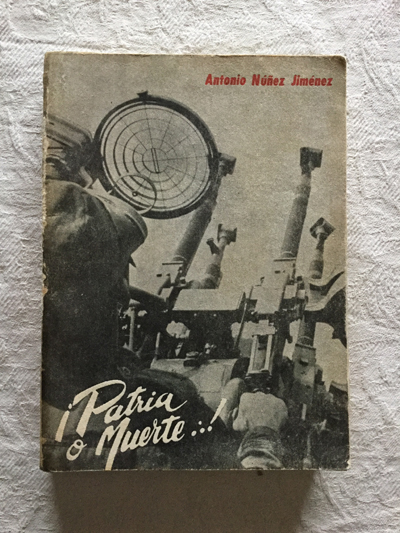 Antonio Núñez Jiménez
¡Patria
o Muerte...!